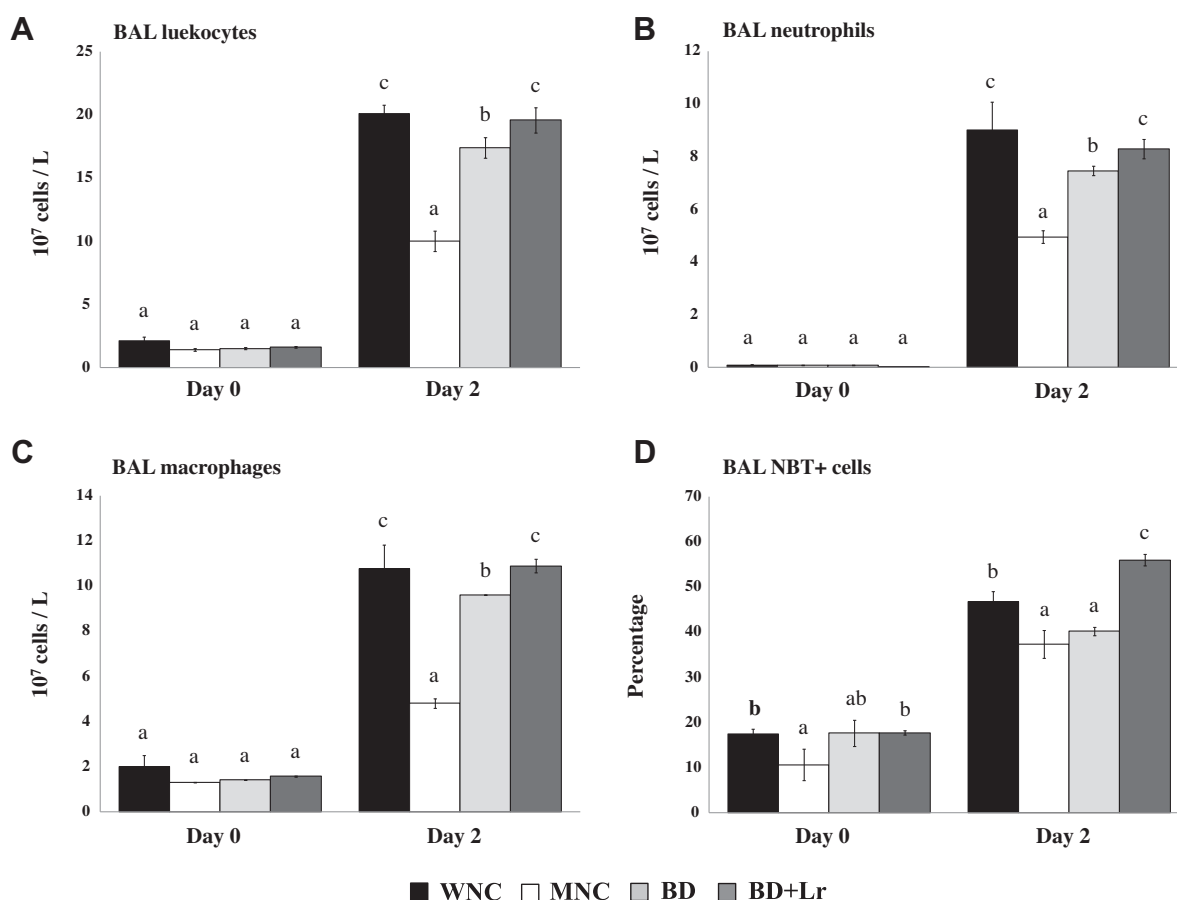 A
BAL luekocytes
10⁷ cells / L
25
20
15
10
5
0
a
a
a
a
c
a
b
c
Day 0
Day 2
B
BAL neutrophils
10⁷ cells / L
12
10
8
6
4
2
0
a
a
a
a
c
a
b
c
Day 0
Day 2
C
BAL macrophages
10⁷ cells / L
14
12
10
8
6
4
2
0
a
a
a
a
c
a
b
c
Day 0
Day 2
D
BAL NBT+ cells
Percentage
70
60
50
40
30
20
10
0
b
a
ab
b
b
a
a
c
Day 0
Day 2
WNC MNC BD BD+Lr